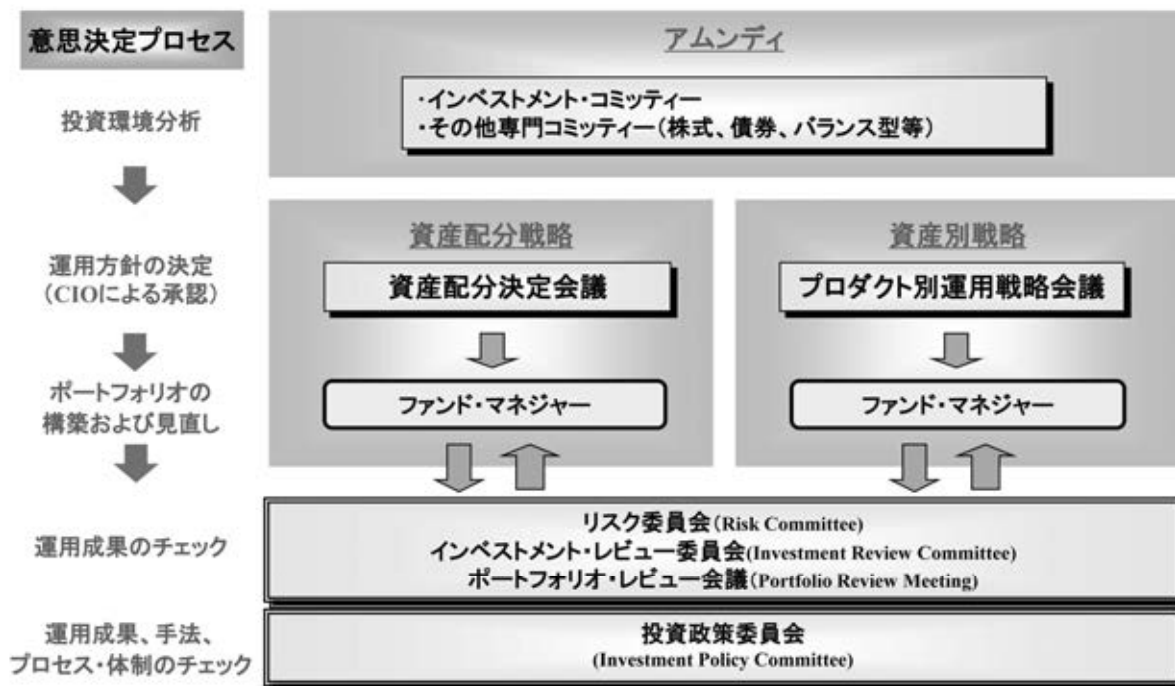 意思決定プロセス
アムンディ
投資環境分析
・インベストメント・コミッティー
・その他専門コミッティー（株式、債券、バランス型等）
運用方針の決定
（CIOによる承認）
資産配分戦略
資産配分決定会議
資産別戦略
プロダクト別運用戦略会議
ポートフォリオの
構築および見直し
ファンド・マネジャー
ファンド・マネジャー
運用成果のチェック
リスク委員会（Risk Committee）
インベストメント・レビュー委員会(Investment Review Committee)
ポートフォリオ・レビュー会議（Portfolio Review Meeting)
運用成果、手法、
プロセス・体制のチェック
投資政策委員会
(Investment Policy Committee)